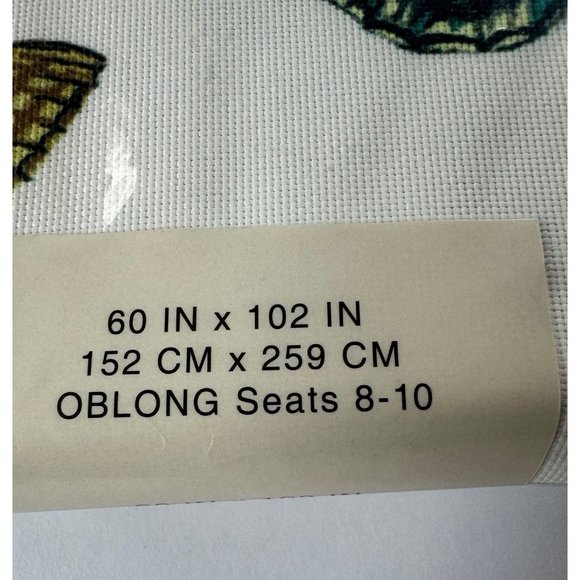 60 IN x 102 IN
152 CM x 259 CM
OBLONG Seats 8-10